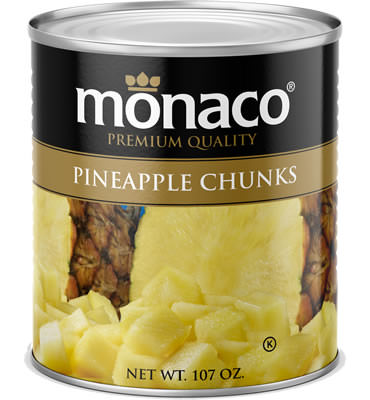 monaco®
PREMIUM QUALITY
PINEAPPLE CHUNKS
K
NET WT. 107 OZ.